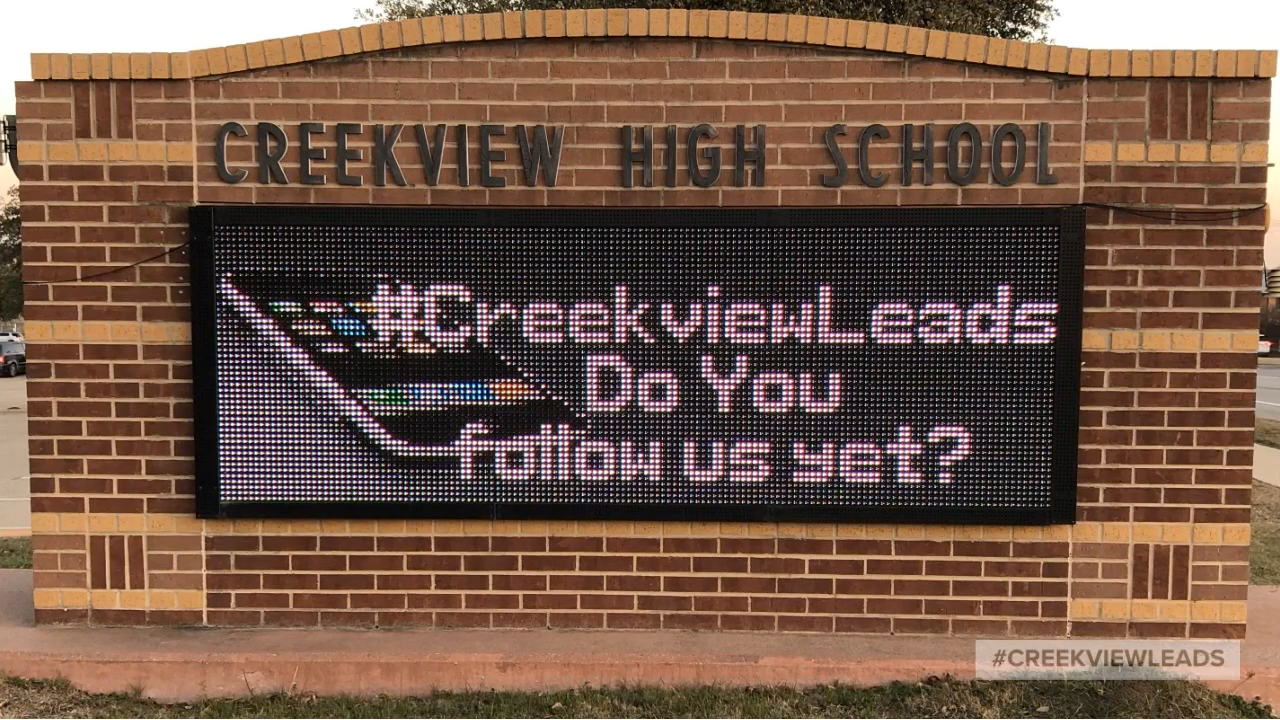 CREEKVIEW HIGH SCHOOL
#CreekviewLeads
Do You
follow us yet?
#CREEKVIEWLEADS